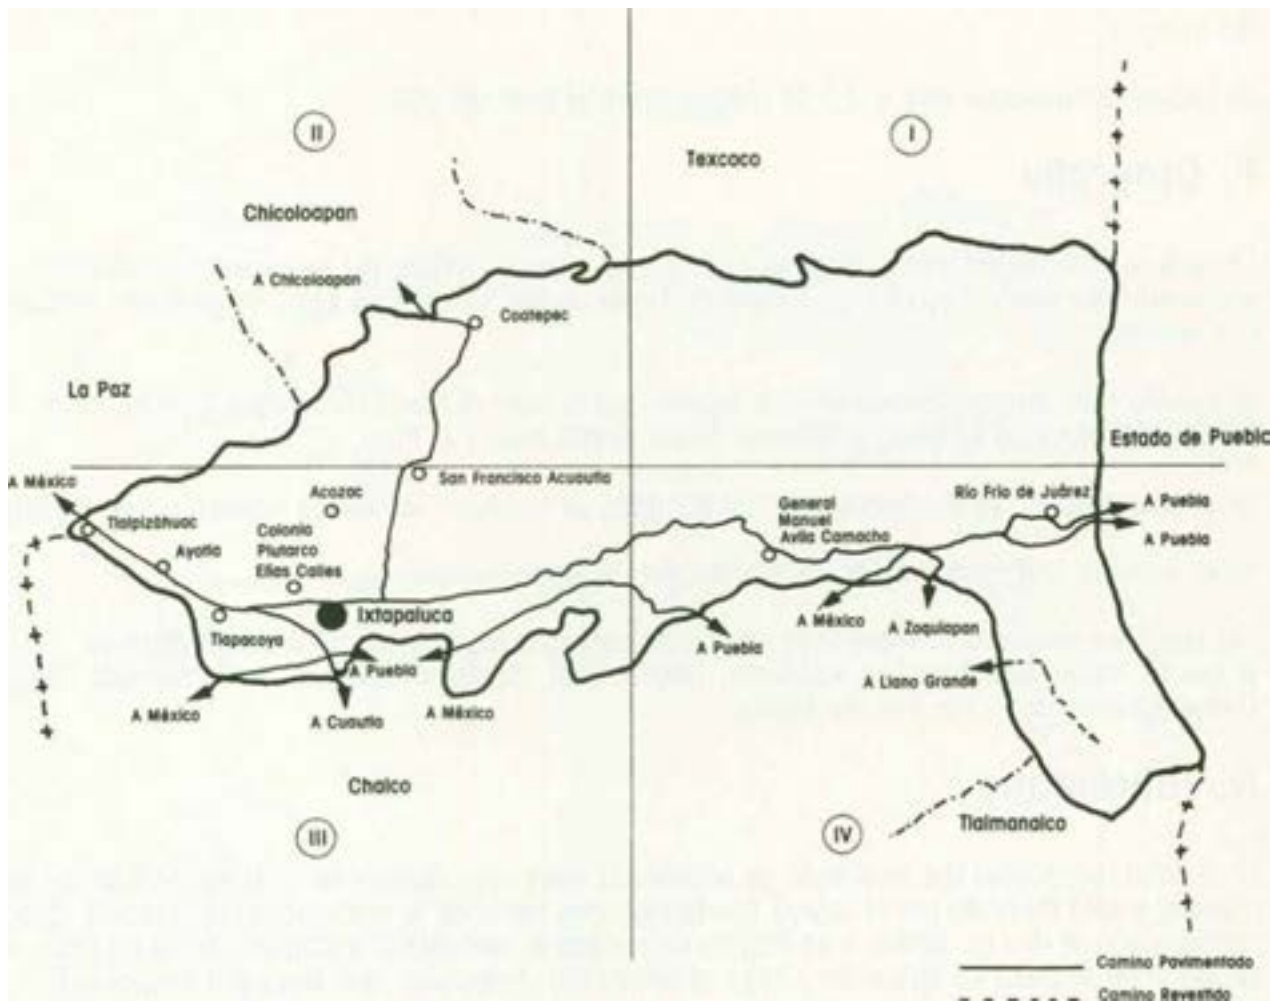 II
I
Texcoco
Chicoloapan
A Chicoloapan
Coatepec
La Paz
Estado de Puebla
A México
San Francisco Acuautla
Acozac
Tlalpizáhuac
Colonia
Plutarco
Elías Calles
Ayotla
General
Manuel
Avila Camacho
Río Frío de Juárez
A Puebla
A Puebla
Ixtapaluca
Tlapacoya
A México
A Zoquiapan
A Puebla
A Puebla
A Llano Grande
A México
A Cuautla
A México
Chalco
Tlalmanalco
III
IV
Camino Pavimentado
Camino Revestido